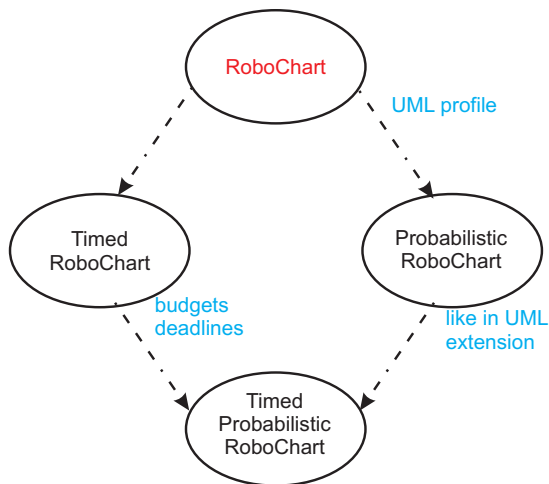 RoboChart
UML profile
Timed
RoboChart
Probabilistic
RoboChart
budgets
deadlines
like in UML
extension
Timed
Probabilistic
RoboChart